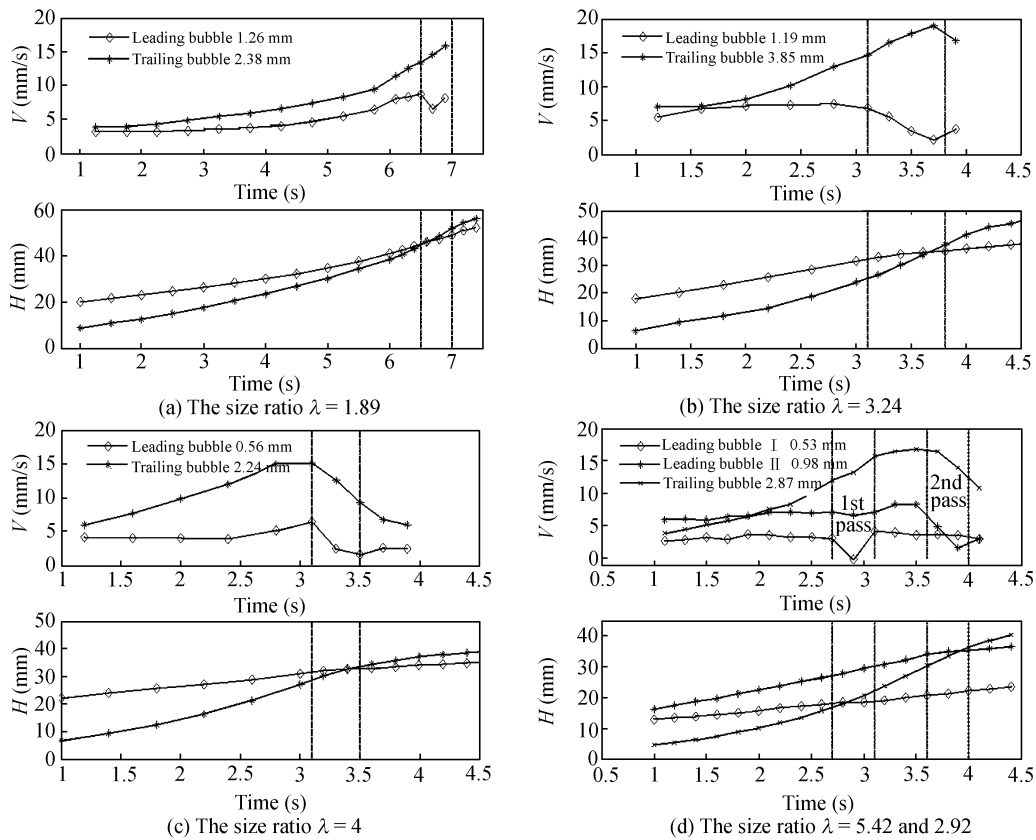 20
15
10
5
0
V (mm/s)
Leading bubble 1.26 mm
Trailing bubble 2.38 mm
1 2 3 4 5 6 7
Time (s)
60
40
20
0
H (mm)
1 2 3 4 5 6 7
Time (s)
(a) The size ratio λ = 1.89
20
15
10
5
0
V (mm/s)
Leading bubble 1.19 mm
Trailing bubble 3.85 mm
1 1.5 2 2.5 3 3.5 4 4.5
Time (s)
50
40
30
20
10
0
H (mm)
0.5 1 1.5 2 2.5 3 3.5 4 4.5
Time (s)
(b) The size ratio λ = 3.24
20
15
10
5
0
V (mm/s)
Leading bubble 0.56 mm
Trailing bubble 2.24 mm
1 1.5 2 2.5 3 3.5 4 4.5
Time (s)
50
40
30
20
10
0
H (mm)
1 1.5 2 2.5 3 3.5 4 4.5
Time (s)
(c) The size ratio λ = 4
20
15
10
5
0
V (mm/s)
Leading bubble Ⅰ 0.53 mm
Leading bubble Ⅱ 0.98 mm
Trailing bubble 2.87 mm
1st
pass
2nd
pass
0.5 1 1.5 2 2.5 3 3.5 4 4.5
Time (s)
40
30
20
10
0
H (mm)
0.5 1 1.5 2 2.5 3 3.5 4 4.5
Time (s)
(d) The size ratio λ = 5.42 and 2.92